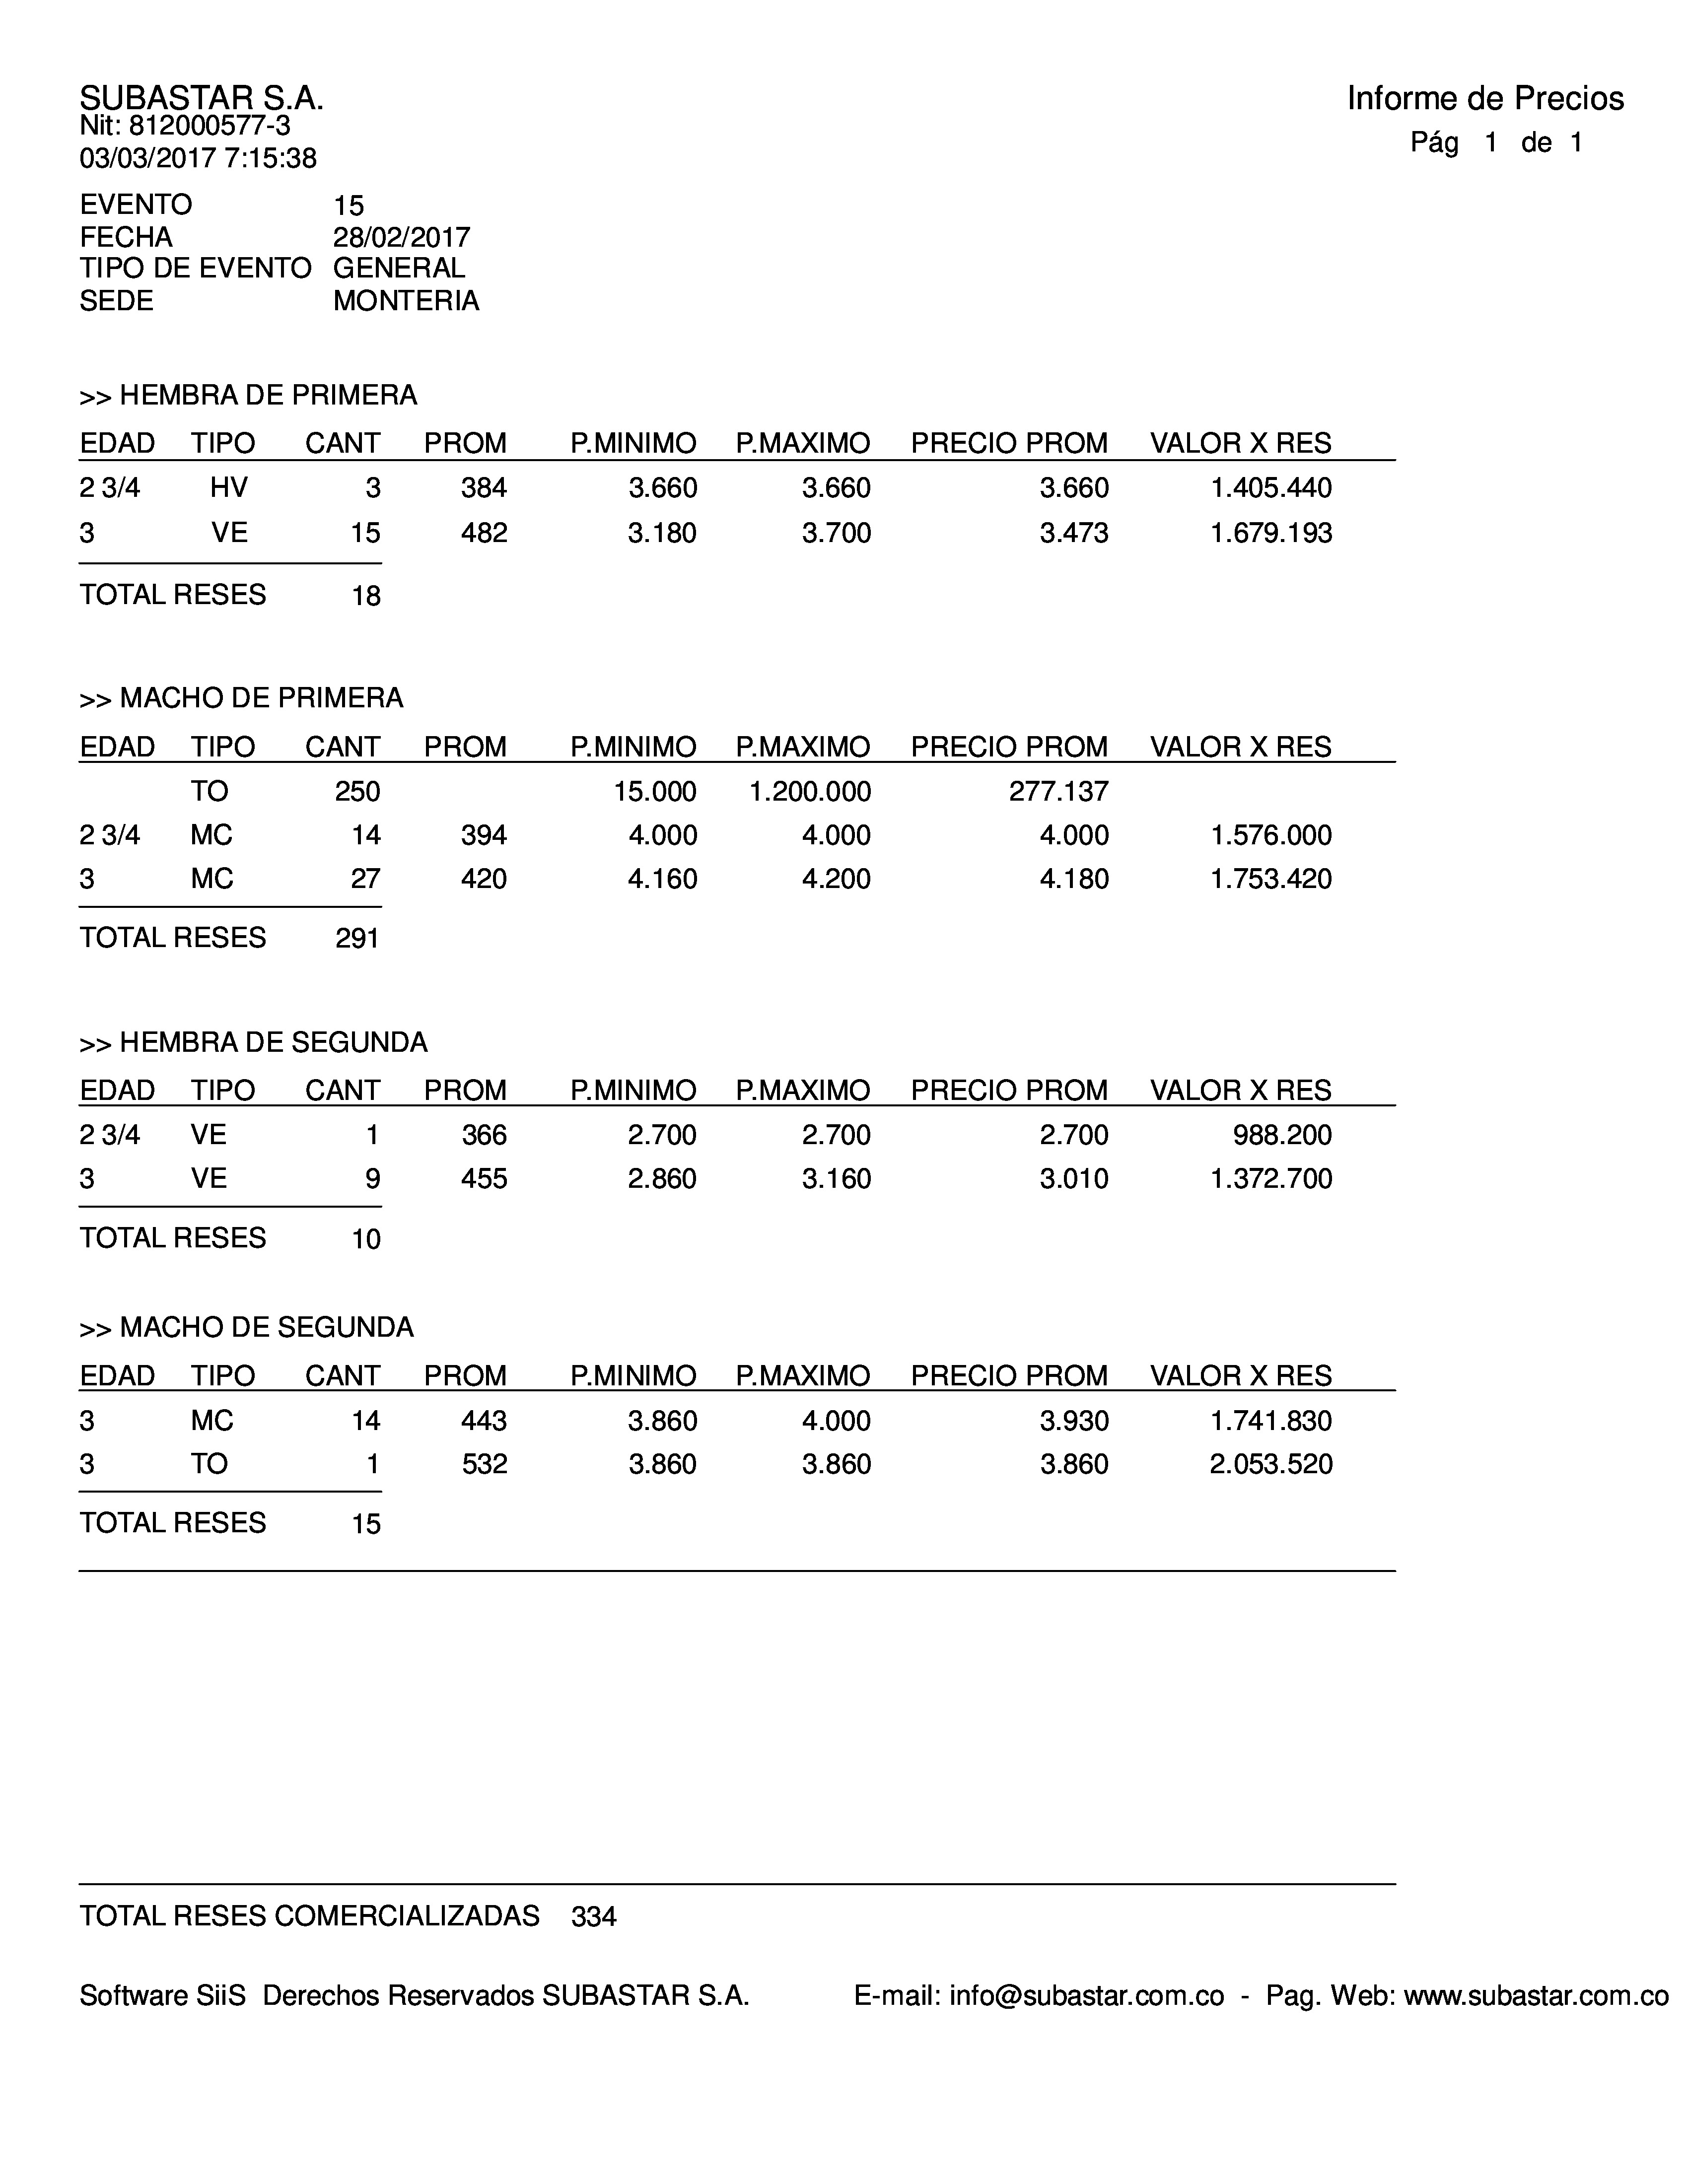 SUBASTAR S.A. Informe de Precios
Nit: 812000577-3
03/03/2017 7:15:38 Pág 1 de 1
EVENTO 15
FECHA 28/02/2017
TIPO DE EVENTO GENERAL
SEDE MONTERIA
>> HEMBRA DE PRIMERA
EDAD TIPO CANT PROM P.MINIMO P.MAXIMO PRECIO PROM VALOR X RES
2 3/4 HV 3 384 3.660 3.660 3.660 1.405.440
3 VE 15 482 3.180 3.700 3.473 1.679.193
TOTAL RESES 18
>> MACHO DE PRIMERA
EDAD TIPO CANT PROM P.MINIMO P.MAXIMO PRECIO PROM VALOR X RES
TO 250 15.000 1.200.000 277.137
2 3/4 MC 14 394 4.000 4.000 4.000 1.576.000
3 MC 27 420 4.160 4.200 4.180 1.753.420
TOTAL RESES 291
>> HEMBRA DE SEGUNDA
EDAD TIPO CANT PROM P.MINIMO P.MAXIMO PRECIO PROM VALOR X RES
2 3/4 VE 1 366 2.700 2.700 2.700 988.200
3 VE 9 455 2.860 3.160 3.010 1.372.700
TOTAL RESES 10
>> MACHO DE SEGUNDA
EDAD TIPO CANT PROM P.MINIMO P.MAXIMO PRECIO PROM VALOR X RES
3 MC 14 443 3.860 4.000 3.930 1.741.830
3 TO 1 532 3.860 3.860 3.860 2.053.520
TOTAL RESES 15
TOTAL RESES COMERCIALIZADAS 334
Software SiiS Derechos Reservados SUBASTAR S.A. E-mail: info@subastar.com.co - Pag. Web: www.subastar.com.co